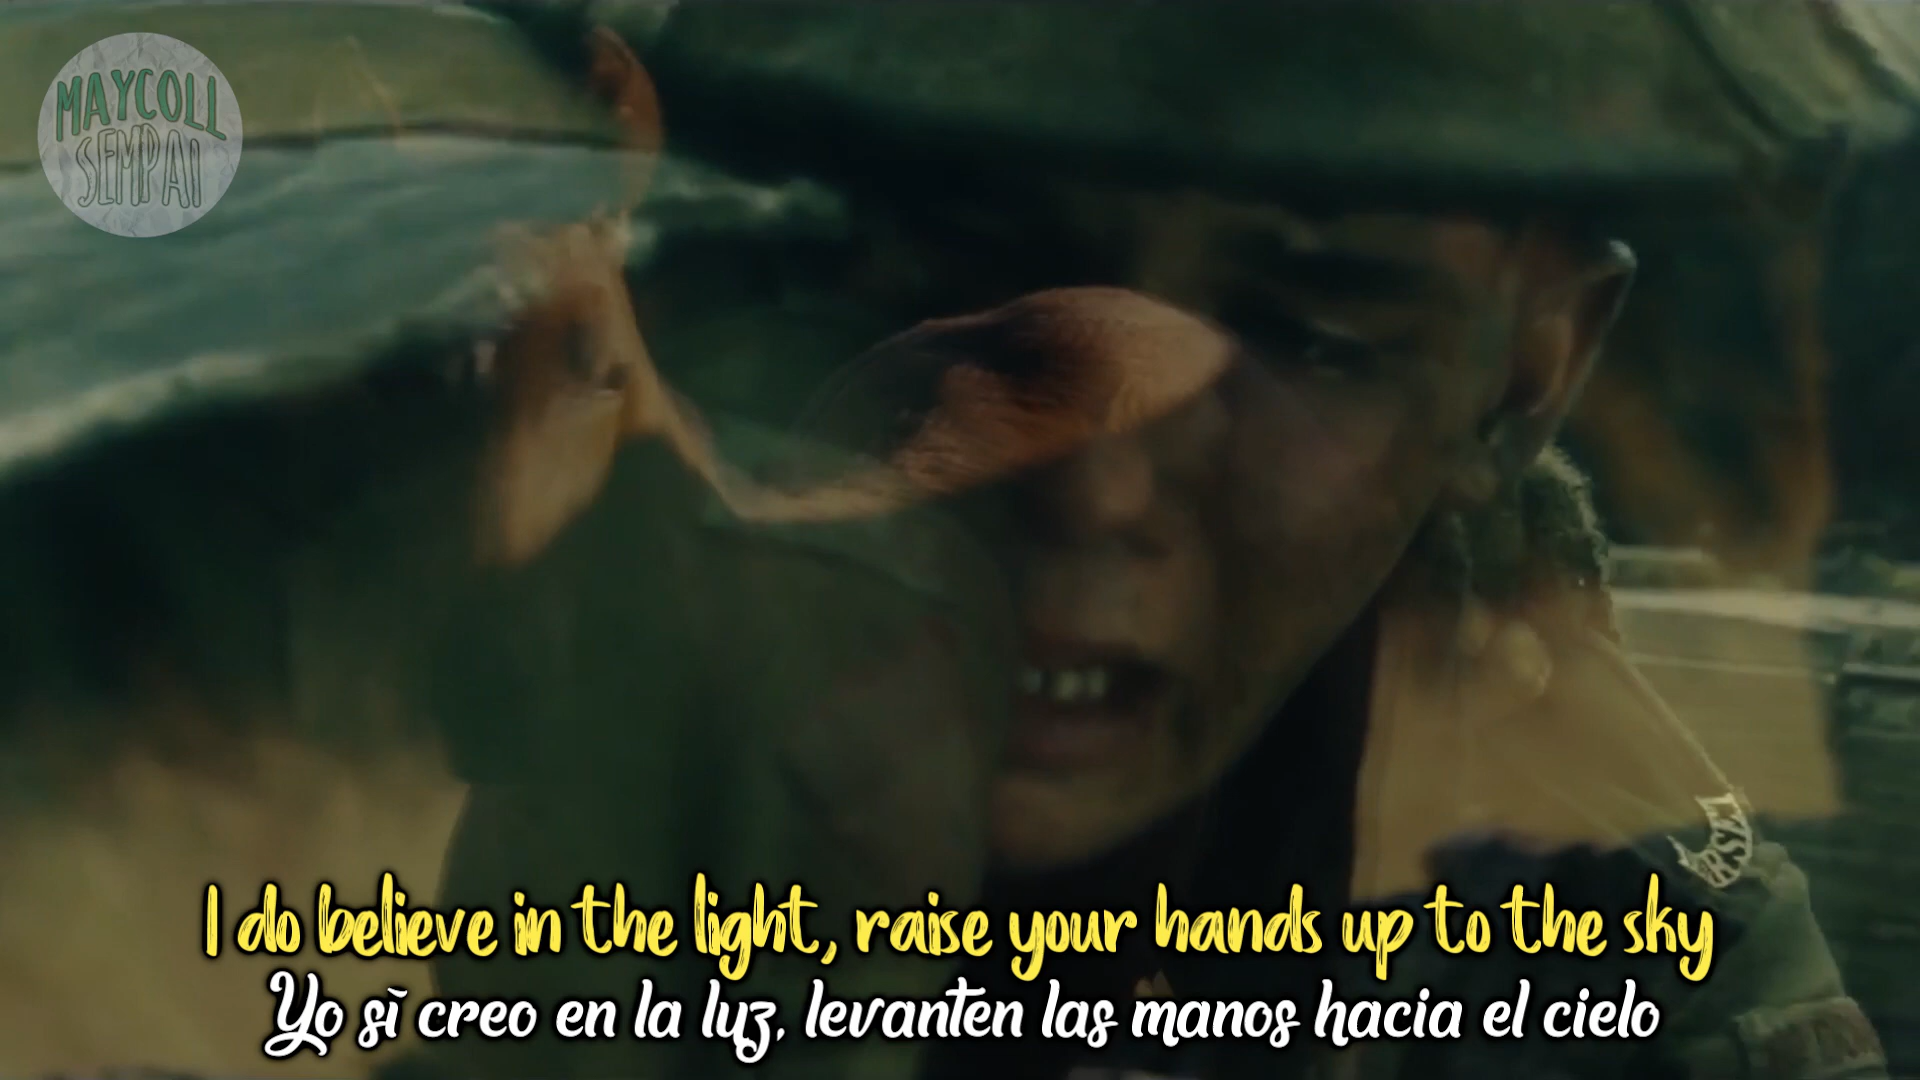 MAYCOLL
SEMPAI
I do believe in the light, raise your hands up to the sky
Yo sí creo en la luz, levanten las manos hacia el cielo